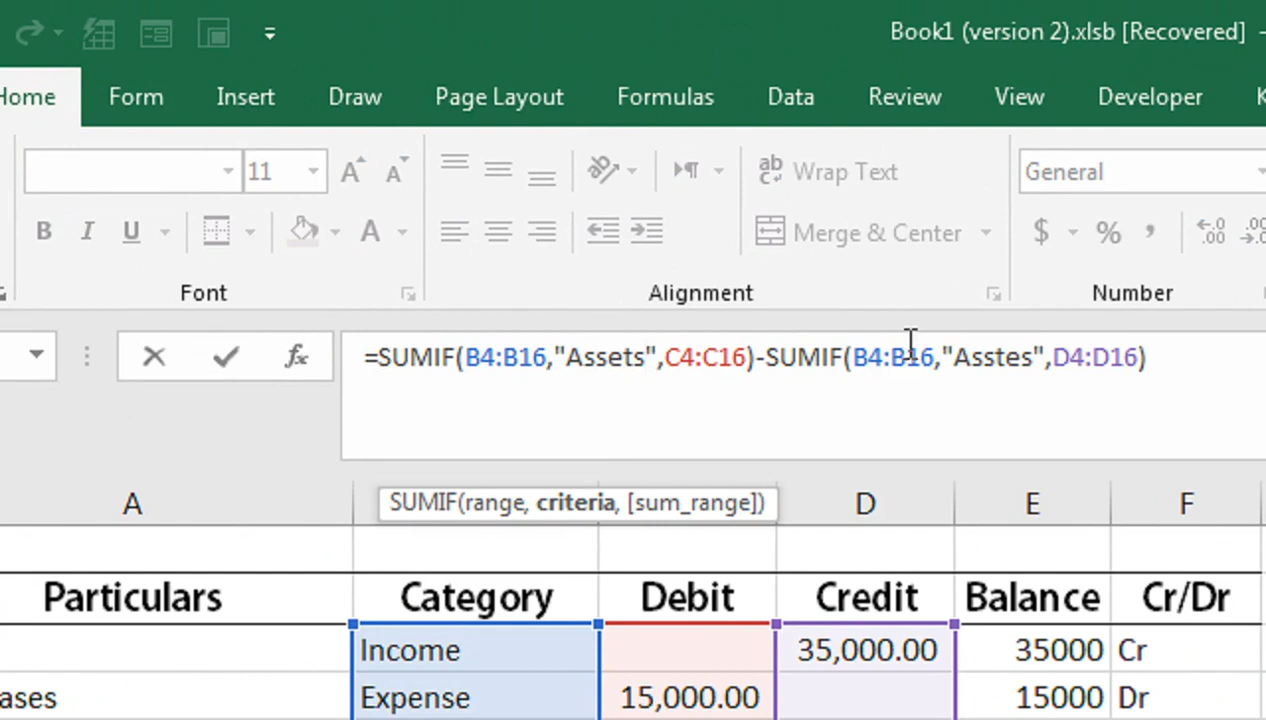 Book1 (version 2).xlsb [Recovered]
Home Form Insert Draw Page Layout Formulas Data Review View Developer K
11 A A ab Wrap Text General
B I U A Merge & Center $ % , .00
Font Alignment Number
fx =SUMIF(B4:B16,"Assets",C4:C16)-SUMIF(B4:B16,"Asstes",D4:D16)
SUMIF(range, criteria, [sum_range])
A D E F
Particulars Category Debit Credit Balance Cr/Dr
Income 35,000.00 35000 Cr
ases Expense 15,000.00 15000 Dr